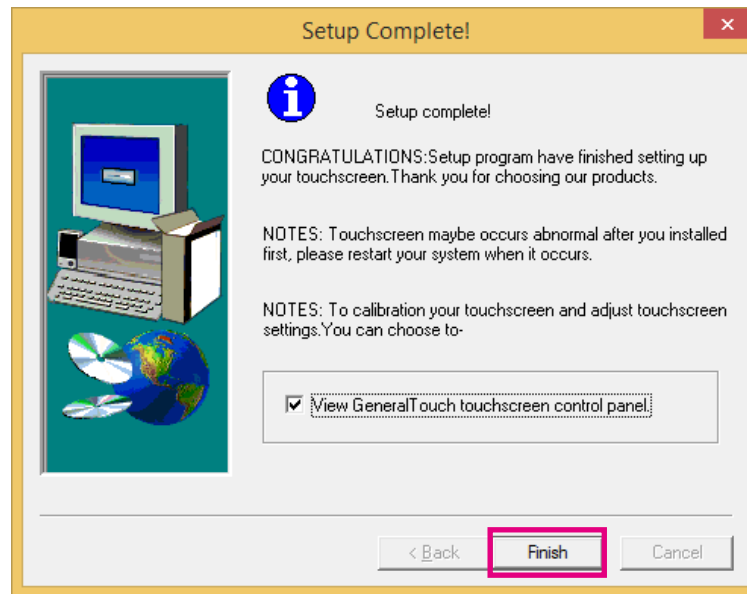 Setup Complete!
Setup complete!
CONGRATULATIONS:Setup program have finished setting up
your touchscreen.Thank you for choosing our products.
NOTES: Touchscreen maybe occurs abnormal after you installed
first, please restart your system when it occurs.
NOTES: To calibration your touchscreen and adjust touchscreen
settings.You can choose to-
View GeneralTouch touchscreen control panel.
< Back Finish Cancel